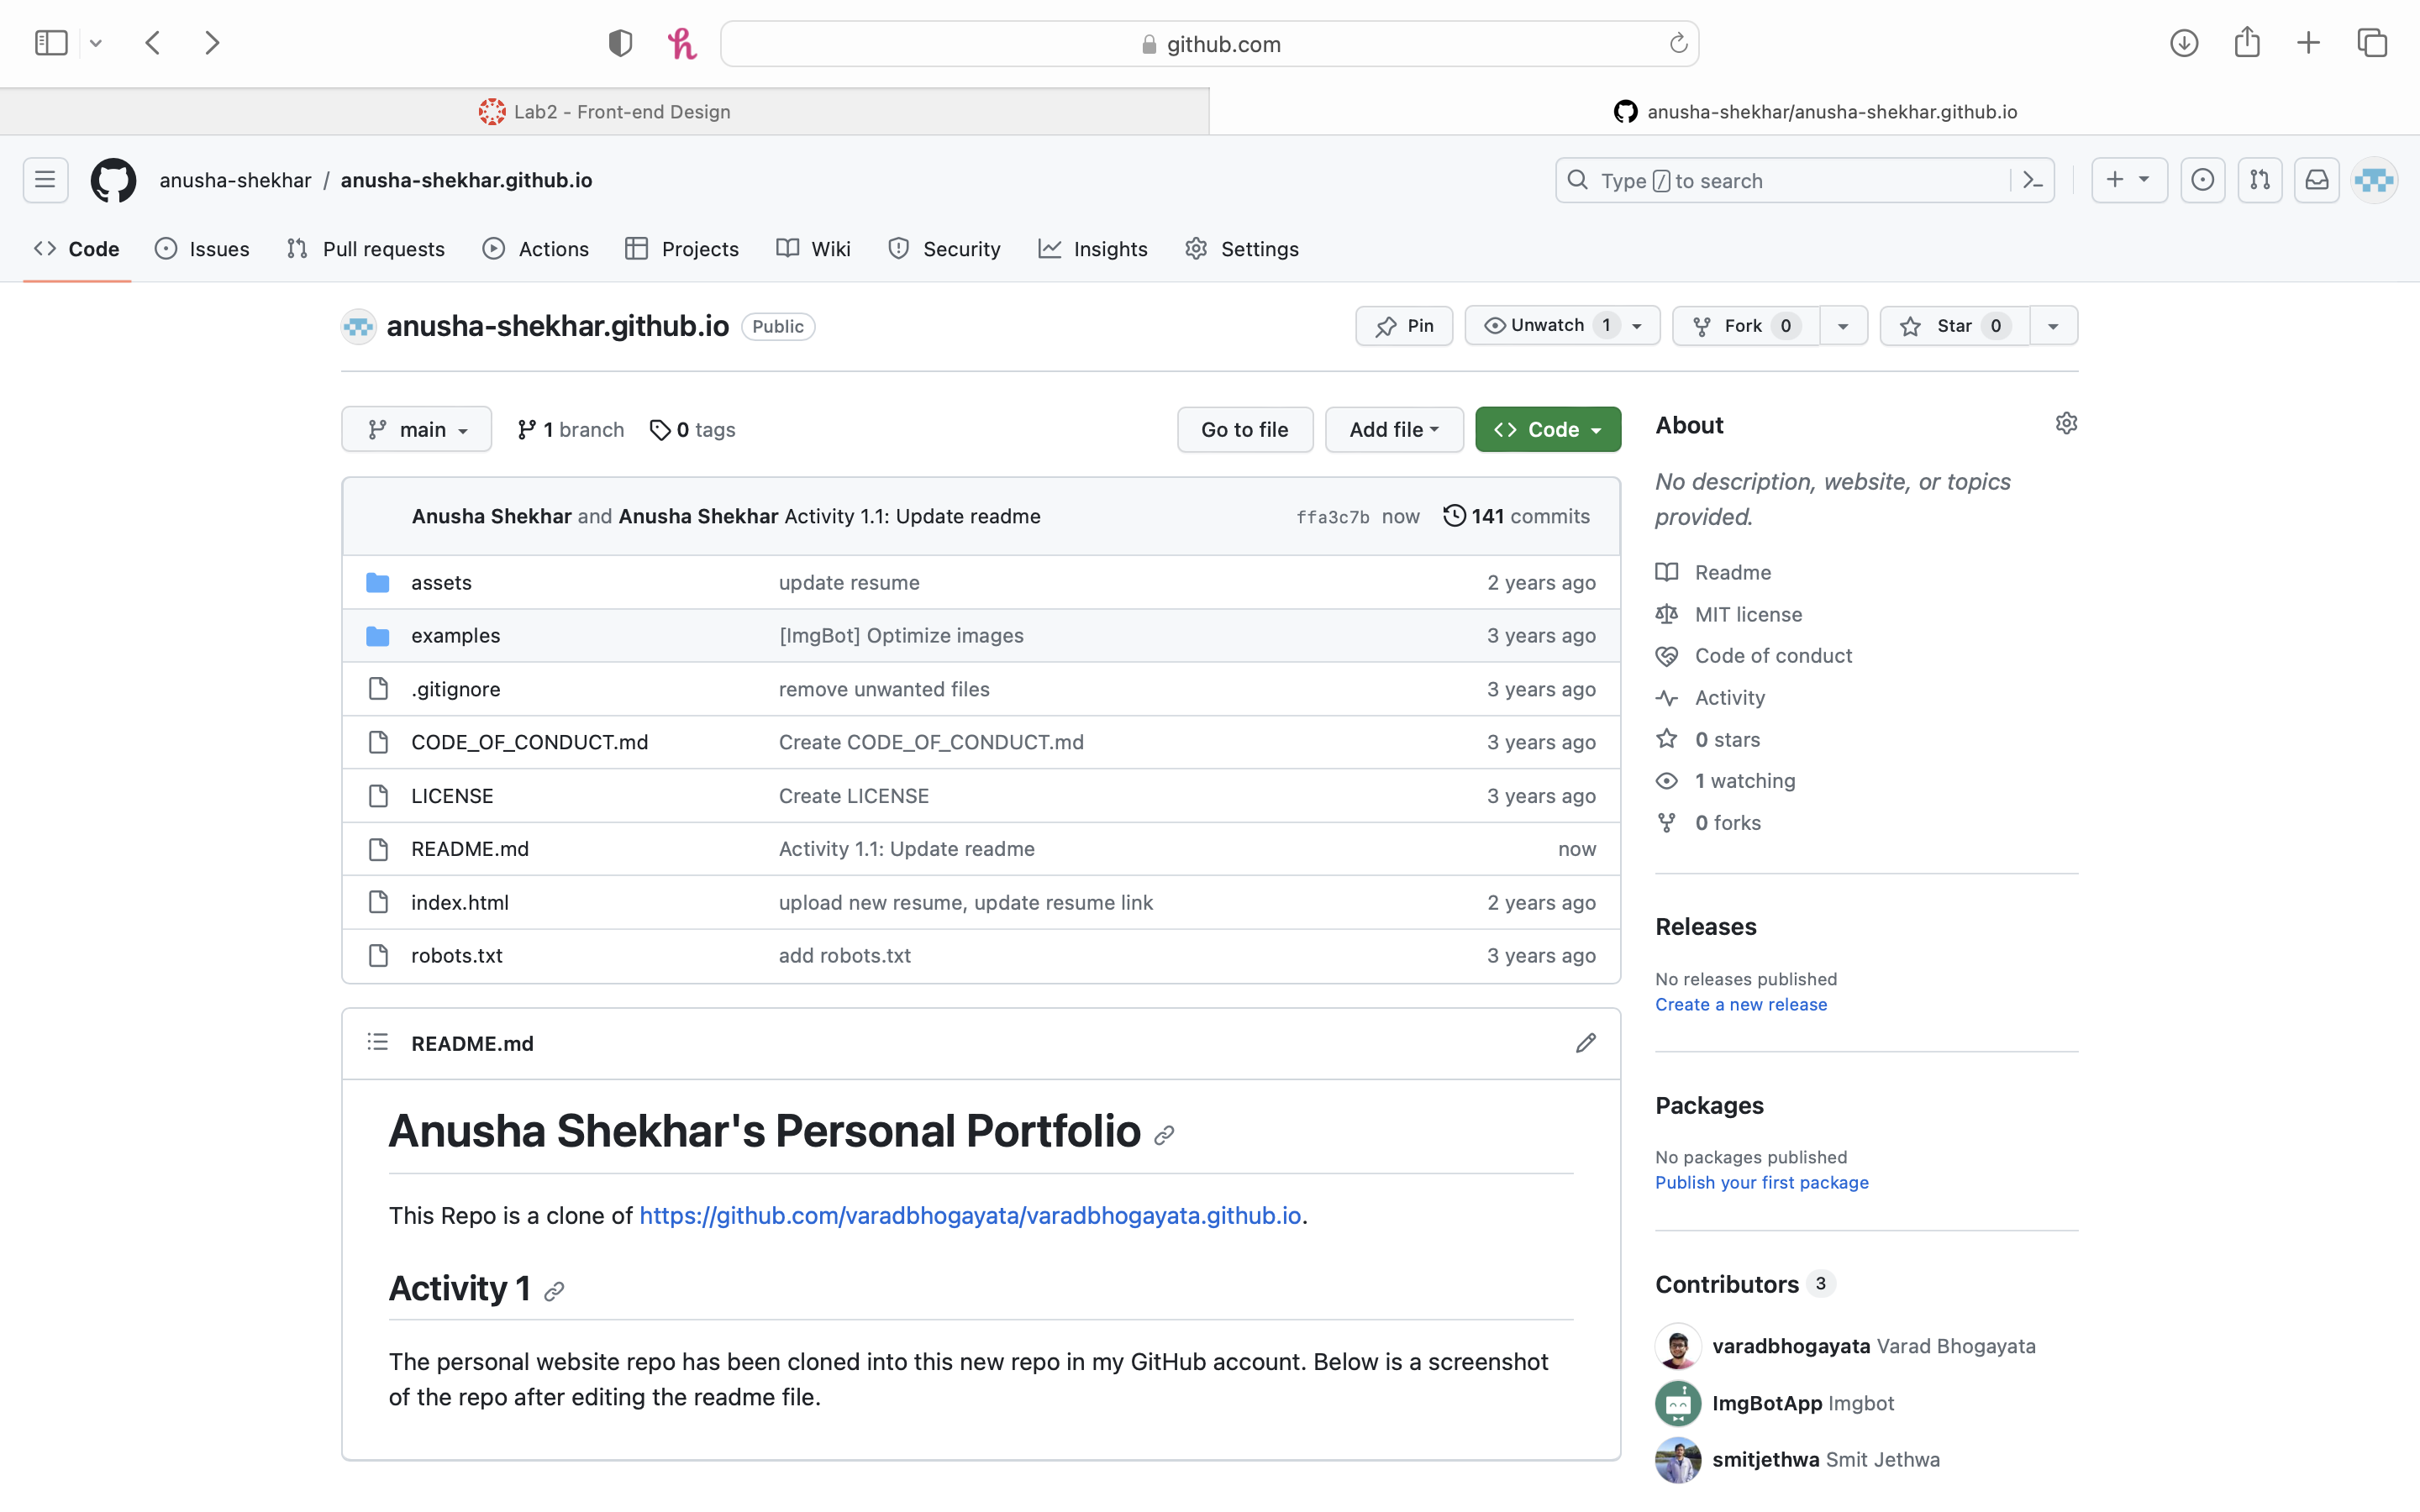 github.com
Lab2 - Front-end Design
anusha-shekhar/anusha-shekhar.github.io
anusha-shekhar / anusha-shekhar.github.io
Type / to search
Code Issues Pull requests Actions Projects Wiki Security Insights Settings
anusha-shekhar.github.io Public
Pin Unwatch 1 Fork 0 Star 0
main 1 branch 0 tags Go to file Add file Code
Anusha Shekhar and Anusha Shekhar Activity 1.1: Update readme ffa3c7b now 141 commits
assets update resume 2 years ago
examples [ImgBot] Optimize images 3 years ago
.gitignore remove unwanted files 3 years ago
CODE_OF_CONDUCT.md Create CODE_OF_CONDUCT.md 3 years ago
LICENSE Create LICENSE 3 years ago
README.md Activity 1.1: Update readme now
index.html upload new resume, update resume link 2 years ago
robots.txt add robots.txt 3 years ago
README.md
Anusha Shekhar's Personal Portfolio
This Repo is a clone of https://github.com/varadbhogayata/varadbhogayata.github.io.
Activity 1
The personal website repo has been cloned into this new repo in my GitHub account. Below is a screenshot
of the repo after editing the readme file.
About
No description, website, or topics
provided.
Readme
MIT license
Code of conduct
Activity
0 stars
1 watching
0 forks
Releases
No releases published
Create a new release
Packages
No packages published
Publish your first package
Contributors 3
varadbhogayata Varad Bhogayata
ImgBotApp Imgbot
smitjethwa Smit Jethwa